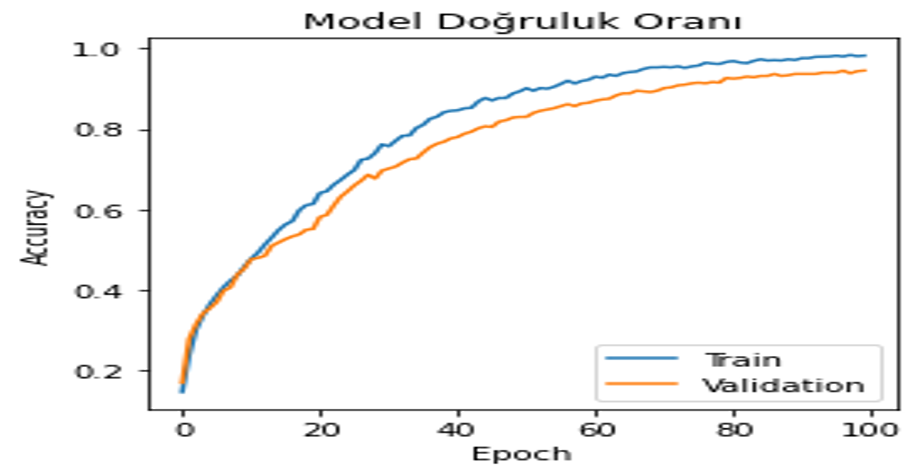 Model Doğruluk Oranı
1.0
0.8
0.6
0.4
0.2
Accuracy
Train
Validation
0 20 40 60 80 100
Epoch